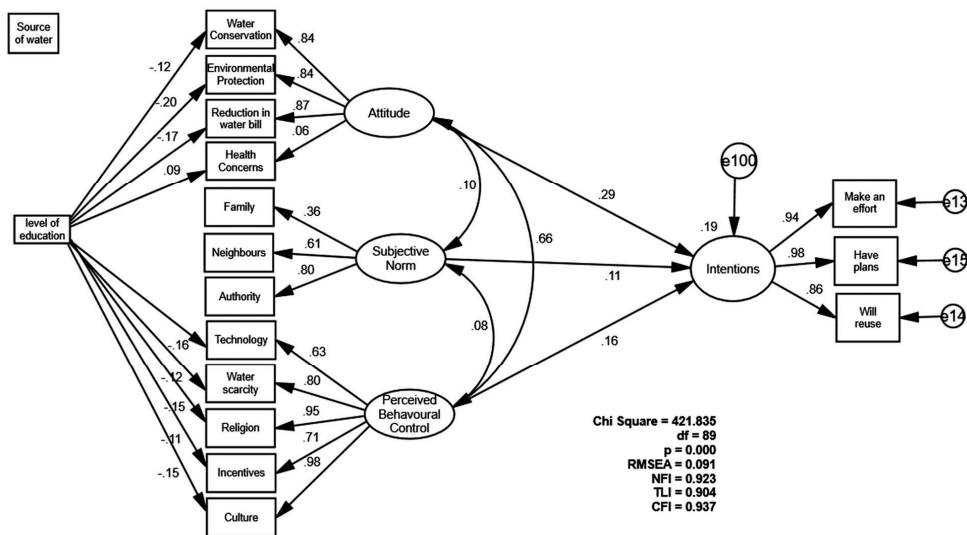 Source
of water
Water
Conservation
Environmental
Protection
Reduction in
water bill
Health
Concerns
Family
Neighbours
Authority
Technology
Water
scarcity
Religion
Incentives
Culture
level of
education
-.12
-.20
-.17
.09
-.16
-.12
-.15
-.11
-.15
.84
.84
.87
.06
Attitude
.36
.61
.80
Subjective
Norm
.63
.80
.95
.71
.98
Perceived
Behavoural
Control
.10
.66
.08
.29
.11
.16
e100
.19
Intentions
.94
.98
.86
Make an
effort
Have
plans
Will
reuse
e13
e15
e14
Chi Square = 421.835
df = 89
p = 0.000
RMSEA = 0.091
NFI = 0.923
TLI = 0.904
CFI = 0.937